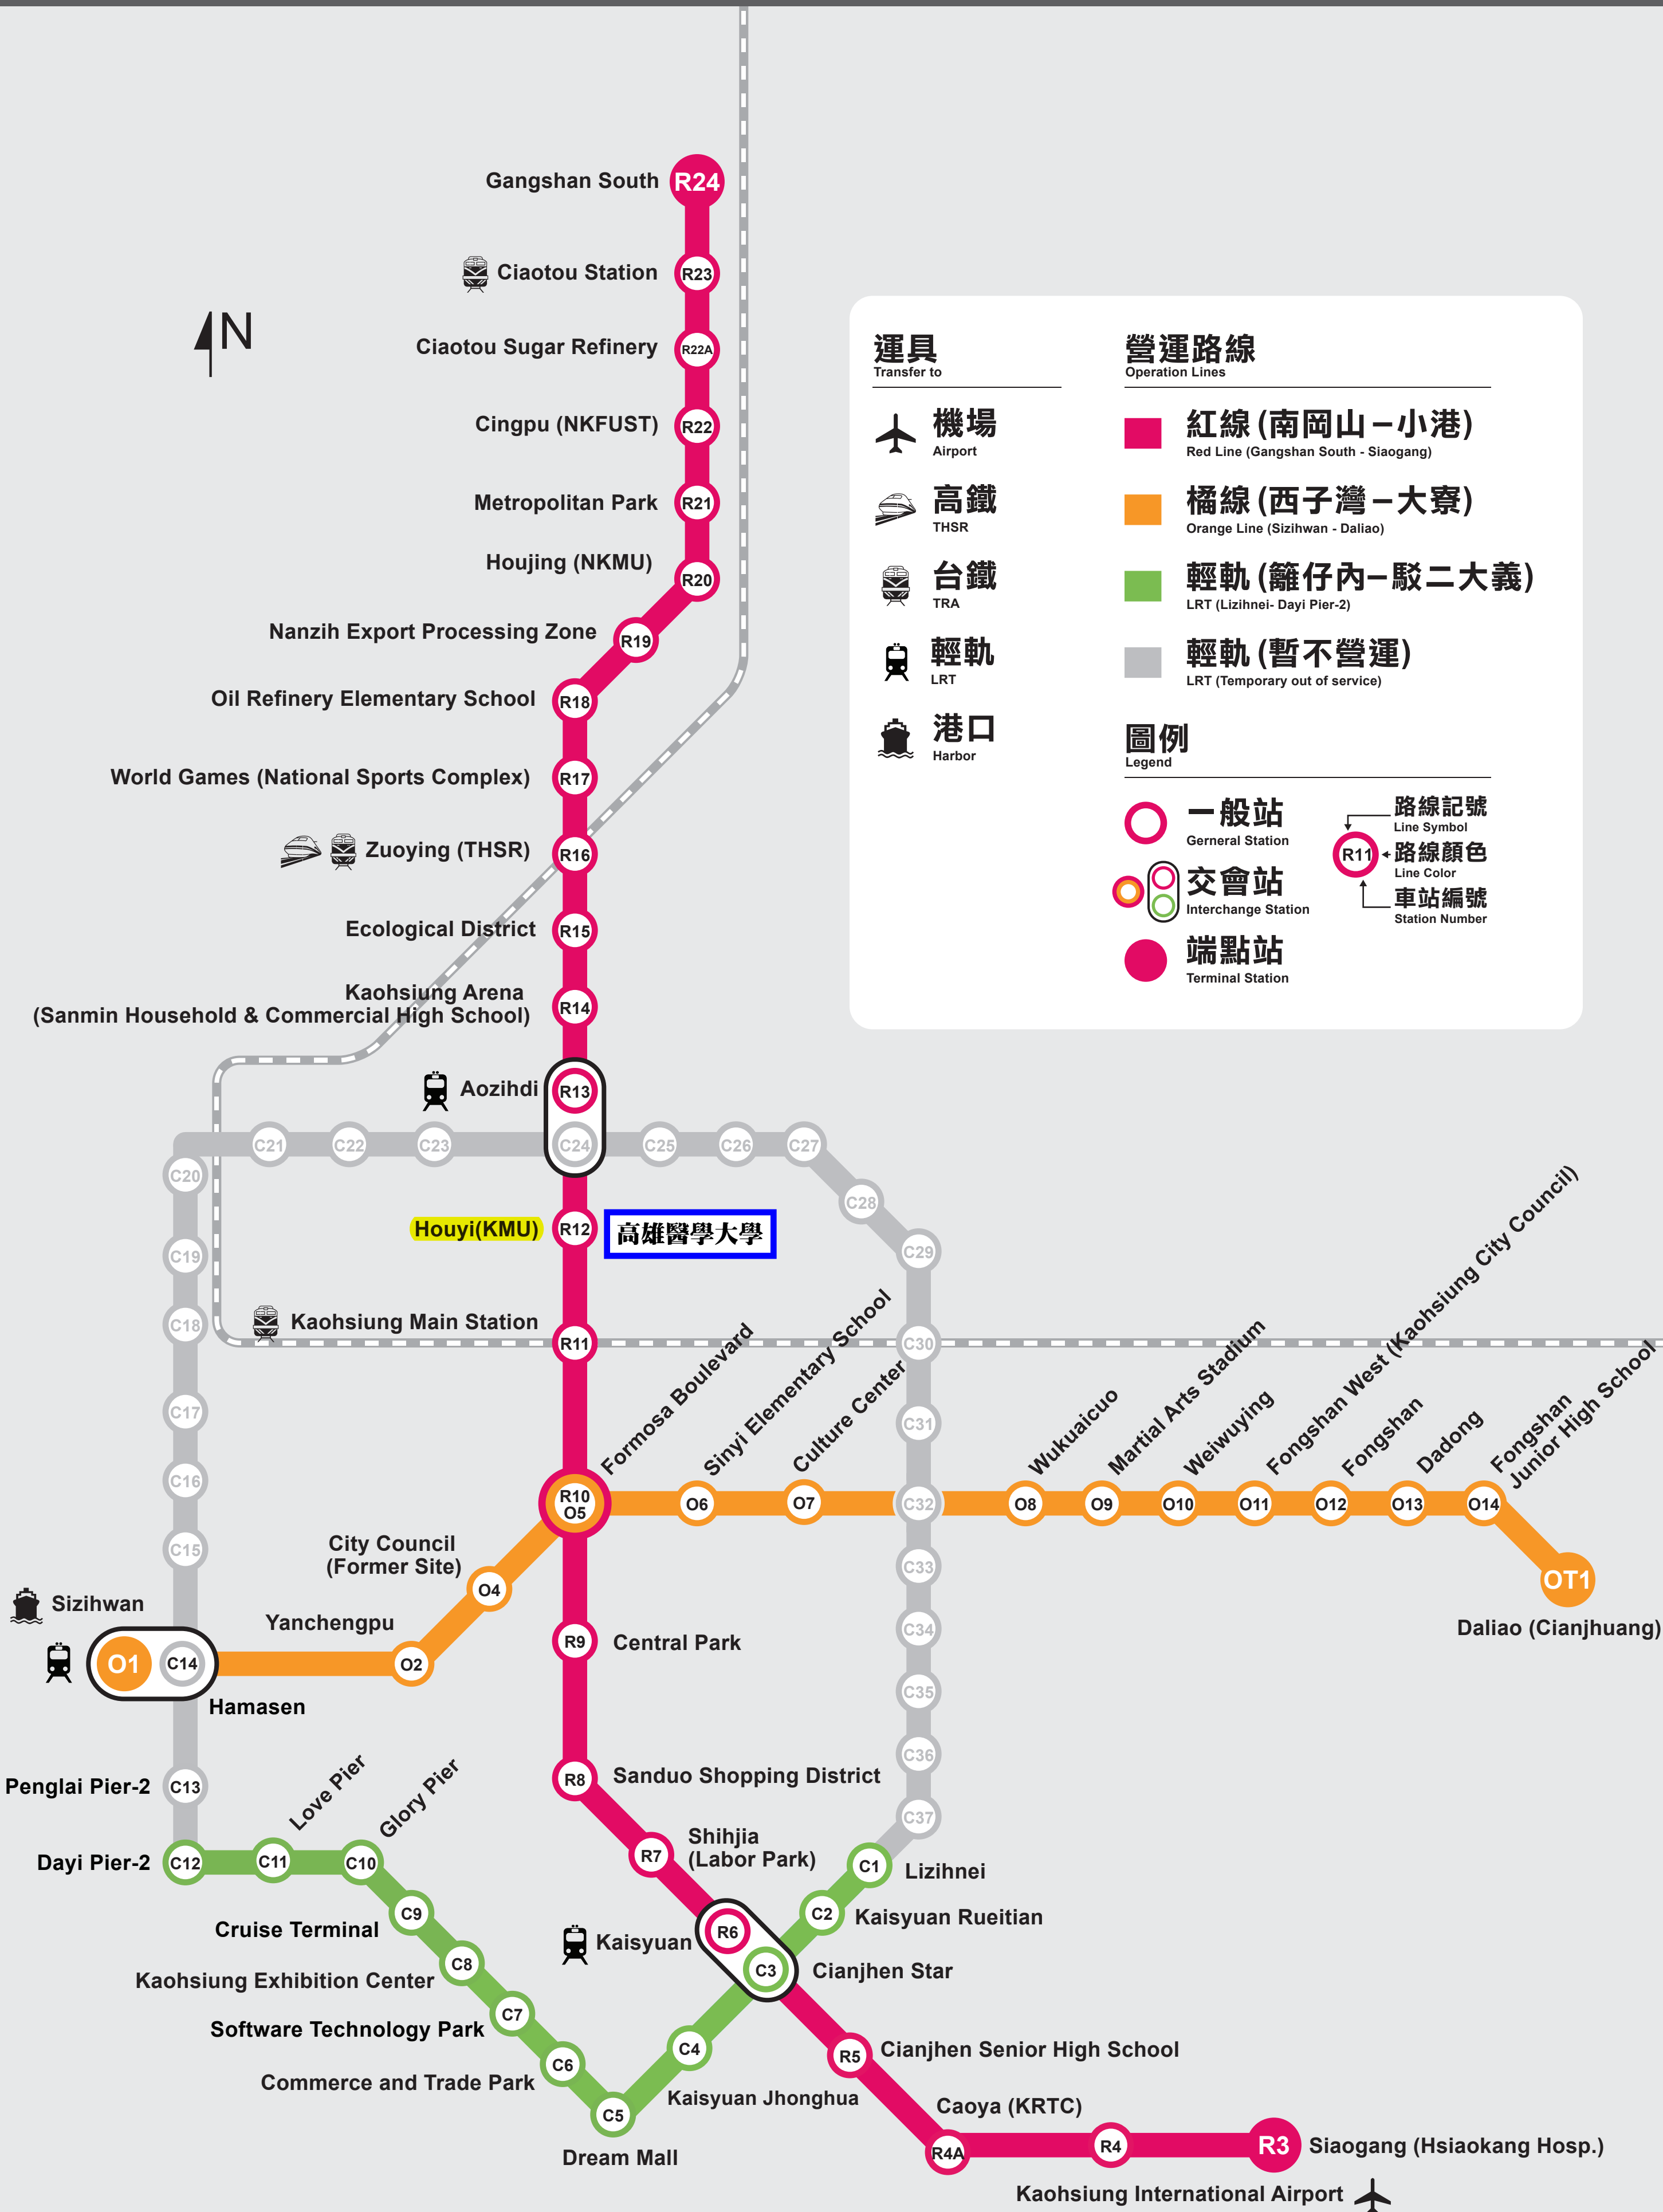 Gangshan South
R24
Ciaotou Station
R23
N
Ciaotou Sugar Refinery
R22A
Cingpu (NKFUST)
R22
Metropolitan Park
R21
Houjing (NKMU)
R20
Nanzih Export Processing Zone
R19
Oil Refinery Elementary School
R18
World Games (National Sports Complex)
R17
Zuoying (THSR)
R16
Ecological District
R15
Kaohsiung Arena
(Sanmin Household & Commercial High School)
R14
運具
Transfer to
機場
Airport
高鐵
THSR
台鐵
TRA
輕軌
LRT
港口
Harbor
營運路線
Operation Lines
紅線 (南岡山－小港)
Red Line (Gangshan South - Siaogang)
橘線 (西子灣－大寮)
Orange Line (Sizihwan - Daliao)
輕軌 (籬仔內－駁二大義)
LRT (Lizihnei- Dayi Pier-2)
輕軌 (暫不營運)
LRT (Temporary out of service)
圖例
Legend
一般站
Gerneral Station
交會站
Interchange Station
端點站
Terminal Station
R11
路線記號
Line Symbol
路線顏色
Line Color
車站編號
Station Number
Aozihdi
R13
C20
C21
C22
C23
C24
C25
C26
C27
C28
C29
Houyi(KMU)
R12
高雄醫學大學
C19
C18
Kaohsiung Main Station
R11
C30
C17
C31
C16
C15
Formosa Boulevard
R10
O5
Sinyi Elementary School
O6
Culture Center
O7
C32
Wukuaicuo
O8
Martial Arts Stadium
O9
Weiwuying
O10
Fongshan West (Kaohsiung City Council)
O11
Fongshan
O12
Dadong
O13
Fongshan
Junior High School
O14
OT1
Daliao (Cianjhuang)
City Council
(Former Site)
O4
Yanchengpu
O2
Sizihwan
O1
C14
Hamasen
C33
C34
C35
C36
C37
R9
Central Park
Penglai Pier-2
C13
R8
Sanduo Shopping District
Dayi Pier-2
C12
Love Pier
C11
Glory Pier
C10
R7
Shihjia
(Labor Park)
C1
Lizihnei
Cruise Terminal
C9
C2
Kaisyuan Rueitian
Kaisyuan
R6
C3
Cianjhen Star
Kaohsiung Exhibition Center
C8
Software Technology Park
C7
Commerce and Trade Park
C6
C4
Kaisyuan Jhonghua
C5
Dream Mall
R5
Cianjhen Senior High School
Caoya (KRTC)
R4A
R4
R3
Siaogang (Hsiaokang Hosp.)
Kaohsiung International Airport